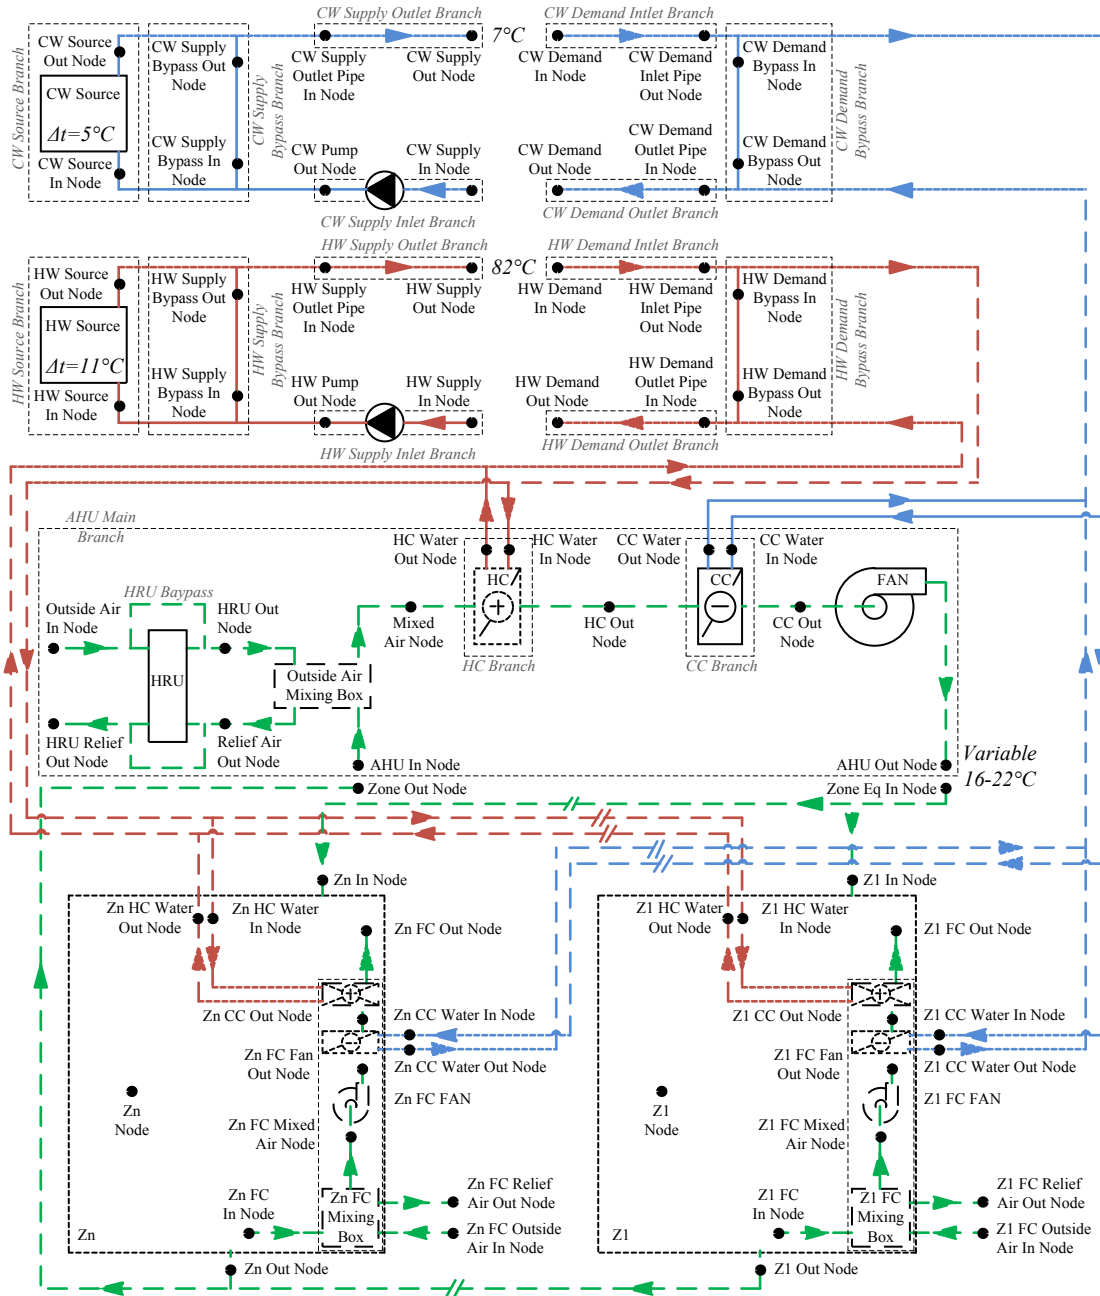 CW Supply Outlet Branch
CW Demand Intlet Branch
7°C
CW Source Branch
CW Source
Out Node
CW Supply
Bypass Out
Node
CW Supply
Bypass Branch
CW Supply
Outlet Pipe
In Node
CW Supply
Out Node
CW Demand
In Node
CW Demand
Inlet Pipe
Out Node
CW Demand
Bypass In
Node
CW Demand
Bypass Branch
CW Source
Δt=5°C
CW Source
In Node
CW Supply
Bypass In
Node
CW Pump
Out Node
CW Supply
In Node
CW Demand
Out Node
CW Demand
Outlet Pipe
In Node
CW Demand
Bypass Out
Node
CW Supply Inlet Branch
CW Demand Outlet Branch
HW Supply Outlet Branch
HW Demand Intlet Branch
82°C
HW Source Branch
HW Source
Out Node
HW Supply
Bypass Out
Node
HW Supply
Bypass Branch
HW Supply
Outlet Pipe
In Node
HW Supply
Out Node
HW Demand
In Node
HW Demand
Inlet Pipe
Out Node
HW Demand
Bypass In
Node
HW Demand
Bypass Branch
HW Source
Δt=11°C
HW Source
In Node
HW Supply
Bypass In
Node
HW Pump
Out Node
HW Supply
In Node
HW Demand
Out Node
HW Demand
Outlet Pipe
In Node
HW Demand
Bypass Out
Node
HW Supply Inlet Branch
HW Demand Outlet Branch
AHU Main
Branch
HC Water
Out Node
HC Water
In Node
CC Water
Out Node
CC Water
In Node
HC
CC
FAN
HRU Baypass
Outside Air
In Node
HRU Out
Node
HRU
Outside Air
Mixing Box
Mixed
Air Node
HC Out
Node
CC Out
Node
HC Branch
CC Branch
HRU Relief
Out Node
Relief Air
Out Node
AHU In Node
Zone Out Node
AHU Out Node
Zone Eq In Node
Variable
16-22°C
Zn In Node
Zn HC Water
Out Node
Zn HC Water
In Node
Zn FC Out Node
Zn CC Out Node
Zn CC Water In Node
Zn FC Fan
Out Node
Zn CC Water Out Node
Zn FC FAN
Zn
Node
Zn FC Mixed
Air Node
Zn FC
In Node
Zn FC
Mixing
Box
Zn FC Relief
Air Out Node
Zn FC Outside
Air In Node
Zn
Zn Out Node
Z1 In Node
Z1 HC Water
Out Node
Z1 HC Water
In Node
Z1 FC Out Node
Z1 CC Out Node
Z1 CC Water In Node
Z1 FC Fan
Out Node
Z1 CC Water Out Node
Z1 FC FAN
Z1
Node
Z1 FC Mixed
Air Node
Z1 FC
In Node
Z1 FC
Mixing
Box
Z1 FC Relief
Air Out Node
Z1 FC Outside
Air In Node
Z1
Z1 Out Node